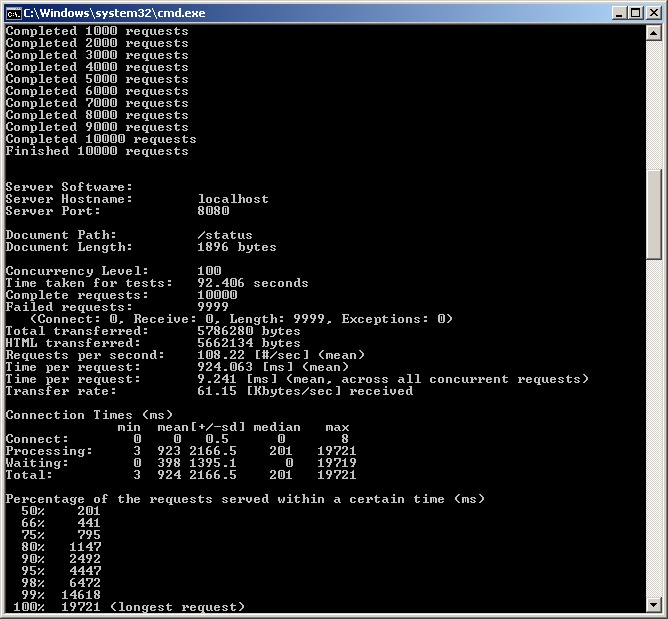 C:\Windows\system32\cmd.exe
Completed 1000 requests
Completed 2000 requests
Completed 3000 requests
Completed 4000 requests
Completed 5000 requests
Completed 6000 requests
Completed 7000 requests
Completed 8000 requests
Completed 9000 requests
Completed 10000 requests
Finished 10000 requests
Server Software:
Server Hostname:        localhost
Server Port:            8080
Document Path:          /status
Document Length:        1896 bytes
Concurrency Level:      100
Time taken for tests:   92.406 seconds
Complete requests:      10000
Failed requests:        9999
   (Connect: 0, Receive: 0, Length: 9999, Exceptions: 0)
Total transferred:      5786280 bytes
HTML transferred:       5662134 bytes
Requests per second:    108.22 [#/sec] (mean)
Time per request:       924.063 [ms] (mean)
Time per request:       9.241 [ms] (mean, across all concurrent requests)
Transfer rate:          61.15 [Kbytes/sec] received
Connection Times (ms)
              min  mean[+/-sd] median   max
Connect:        0    0   0.5      0       8
Processing:     3  923 2166.5    201   19721
Waiting:        0  398 1395.1      0   19719
Total:          3  924 2166.5    201   19721
Percentage of the requests served within a certain time (ms)
  50%    201
  66%    441
  75%    795
  80%   1147
  90%   2492
  95%   4447
  98%   6472
  99%  14618
 100%  19721 (longest request)